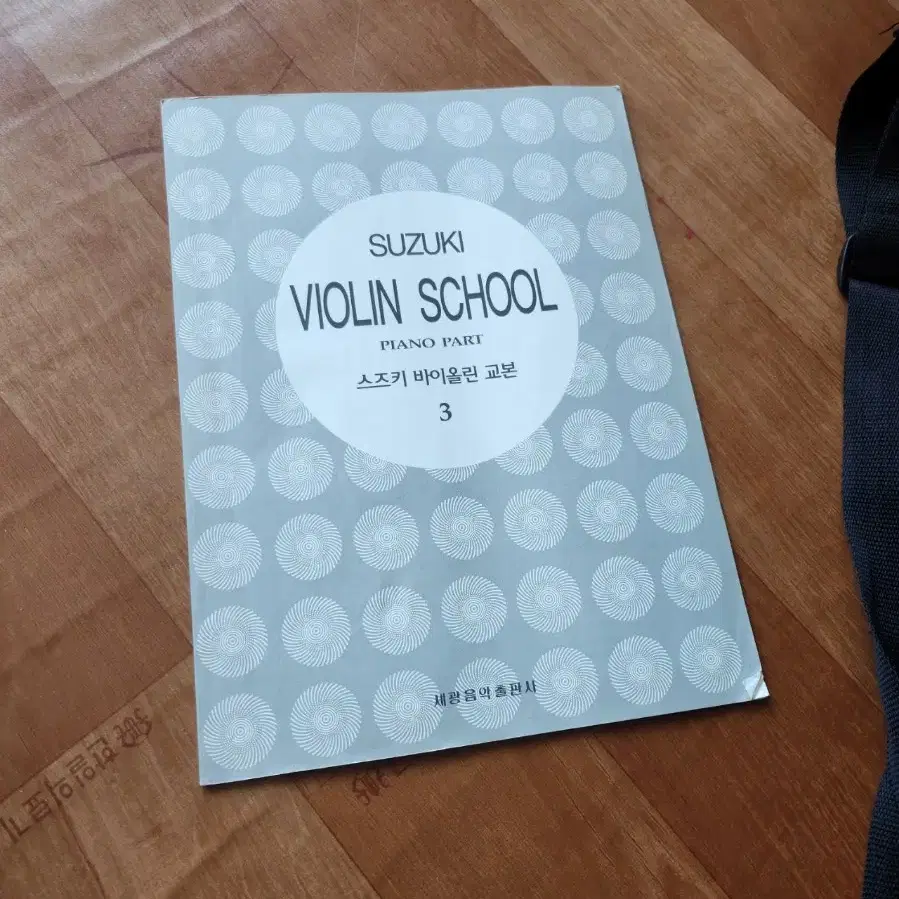 SUZUKI
VIOLIN SCHOOL
PIANO PART
스즈키 바이올린 교본
3
세광음악출판사